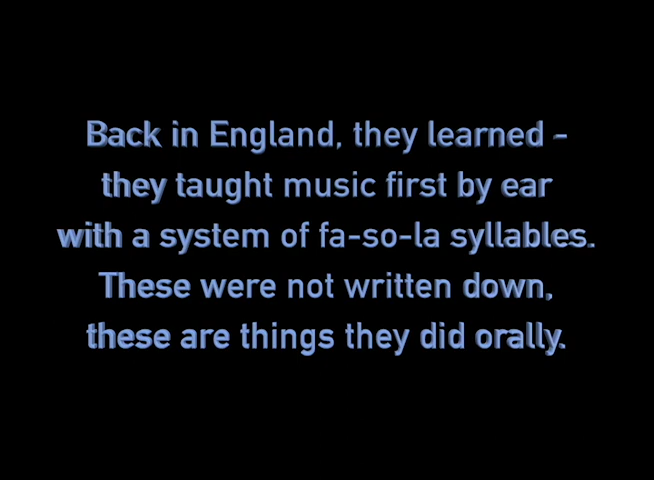 Back in England, they learned -
they taught music first by ear
with a system of fa-so-la syllables.
These were not written down,
these are things they did orally.